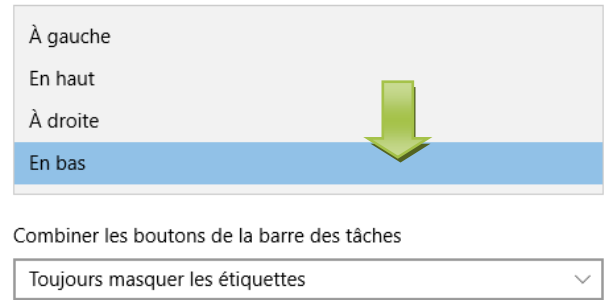 À gauche
En haut
À droite
En bas
Combiner les boutons de la barre des tâches
Toujours masquer les étiquettes